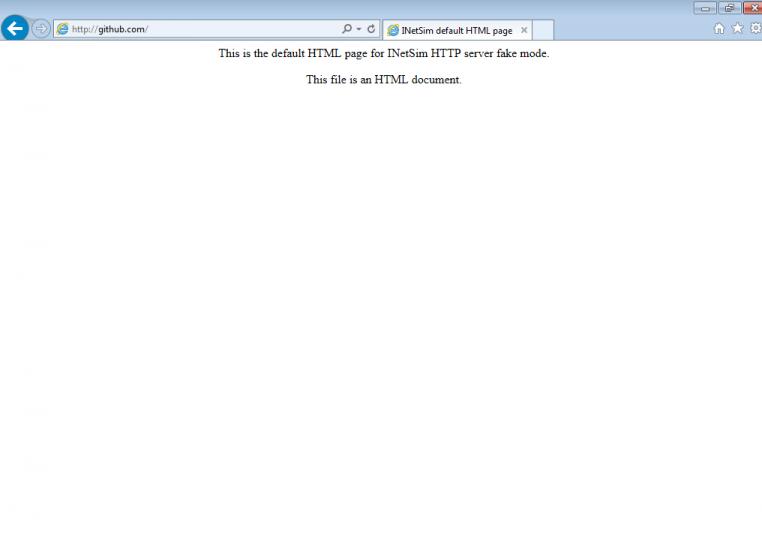 http://github.com/
INetSim default HTML page
This is the default HTML page for INetSim HTTP server fake mode.
This file is an HTML document.